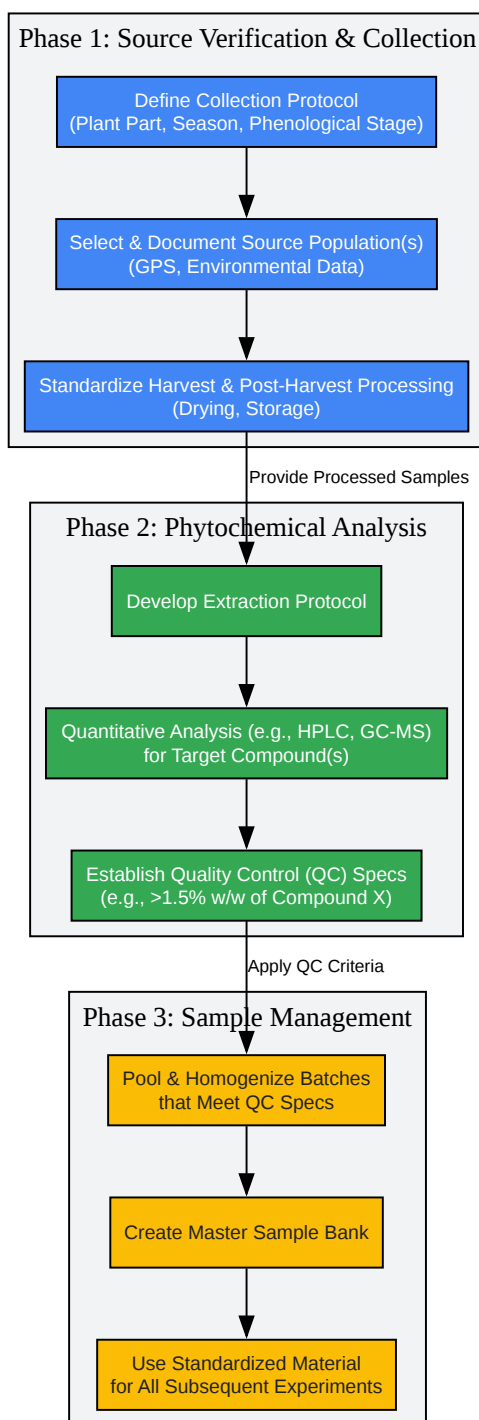 Phase 1: Source Verification & Collection
Define Collection Protocol
(Plant Part, Season, Phenological Stage)
Select & Document Source Population(s)
(GPS, Environmental Data)
Standardize Harvest & Post-Harvest Processing
(Drying, Storage)
Provide Processed Samples
Phase 2: Phytochemical Analysis
Develop Extraction Protocol
Quantitative Analysis (e.g., HPLC, GC-MS)
for Target Compound(s)
Establish Quality Control (QC) Specs
(e.g., >1.5% w/w of Compound X)
Apply QC Criteria
Phase 3: Sample Management
Pool & Homogenize Batches
that Meet QC Specs
Create Master Sample Bank
Use Standardized Material
for All Subsequent Experiments